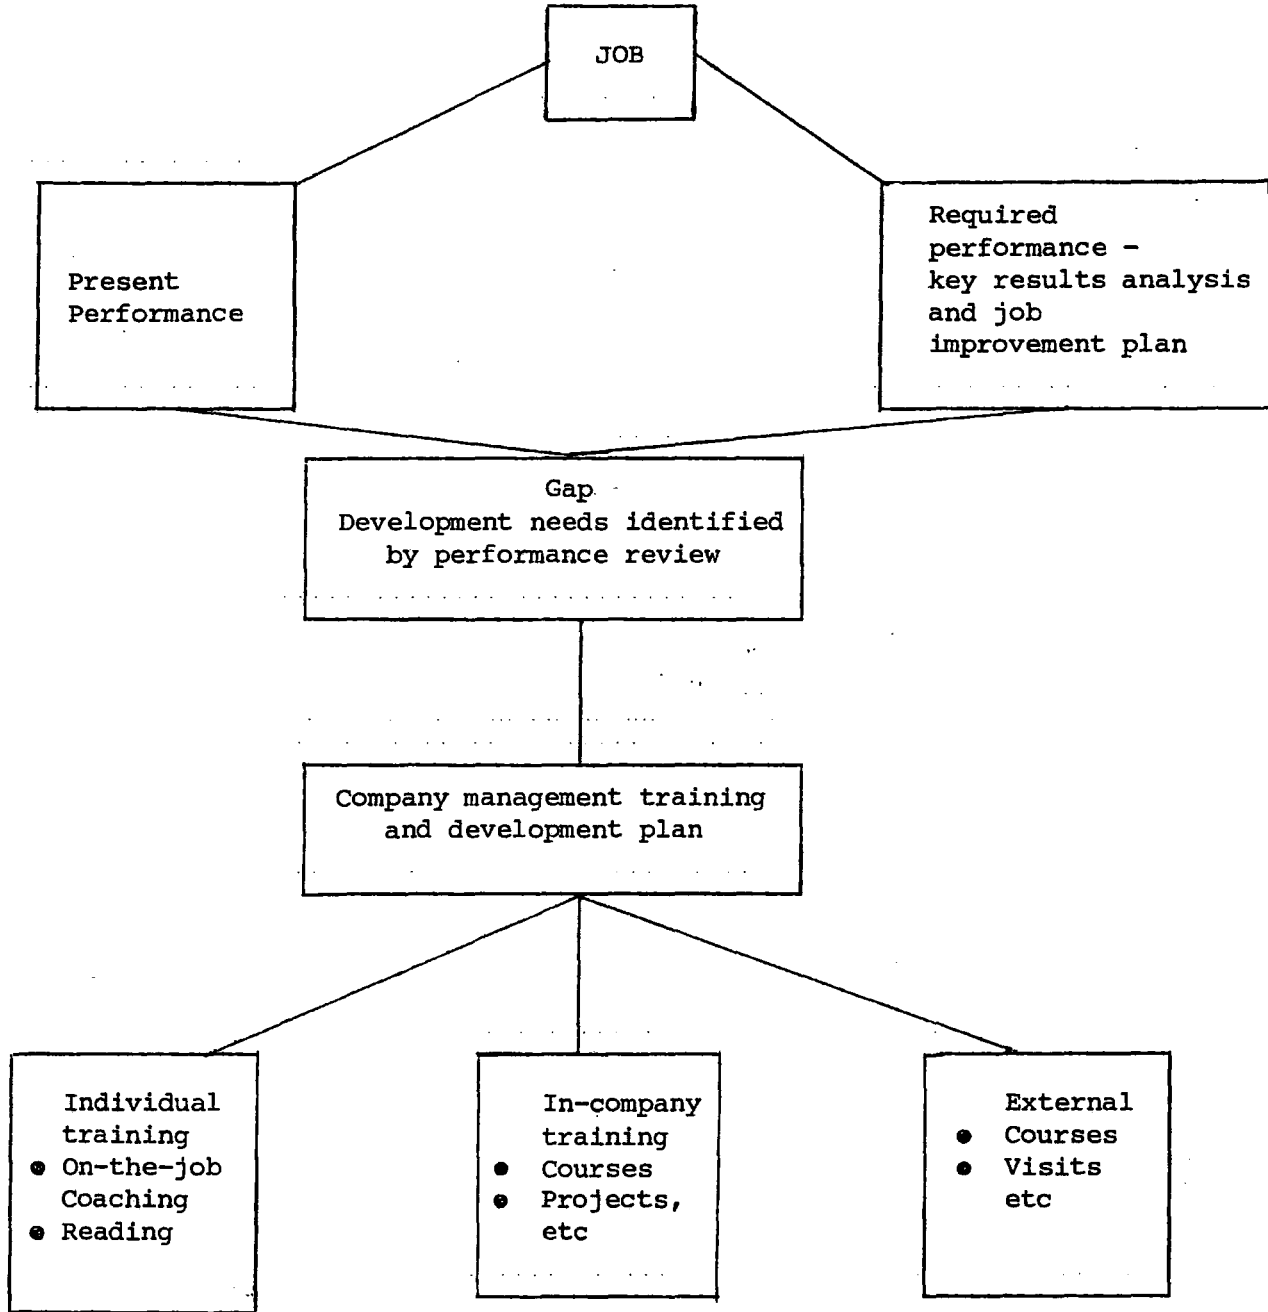 JOB
Present
Performance
Required
performance –
key results analysis
and job
improvement plan
Gap
Development needs identified
by performance review
Company management training
and development plan
Individual
training
● On-the-job
Coaching
● Reading
In-company
training
● Courses
● Projects,
etc
External
● Courses
● Visits
etc